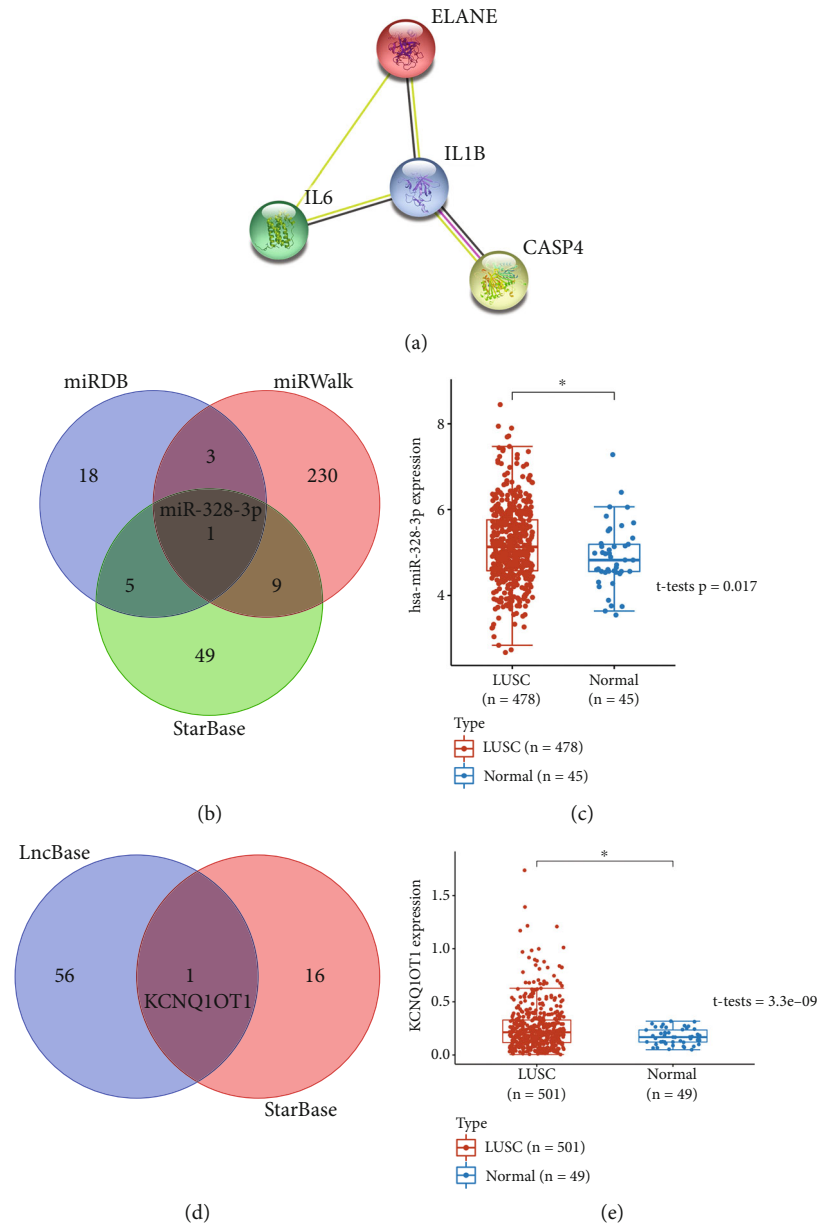 ELANE
IL1B
IL6
CASP4
(a)
miRDB
miRWalk
18
3
230
miR-328-3p
1
5
9
49
StarBase
(b)
hsa-miR-328-3p expression
8
6
4
*
t-tests p = 0.017
LUSC
(n = 478)
Normal
(n = 45)
Type
LUSC (n = 478)
Normal (n = 45)
(c)
LncBase
56
1
KCNQ1OT1
16
StarBase
(d)
KCNQ1OT1 expression
1.5
1.0
0.5
0.0
*
t-tests = 3.3e–09
LUSC
(n = 501)
Normal
(n = 49)
Type
LUSC (n = 501)
Normal (n = 49)
(e)